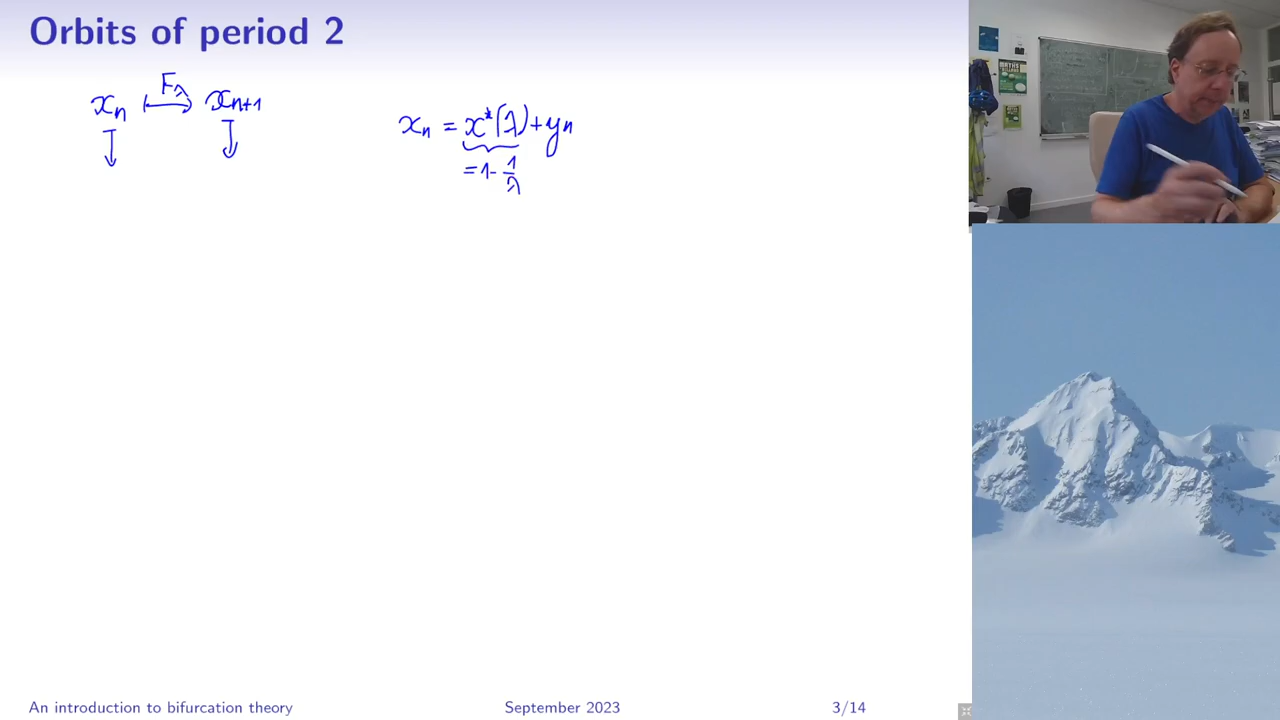 Orbits of period 2
xₙ ↦ xₙ₊₁
F_λ
↓ ↓
xₙ = x*(λ) + yₙ
= 1 - 1/λ
An introduction to bifurcation theory
September 2023
3/14